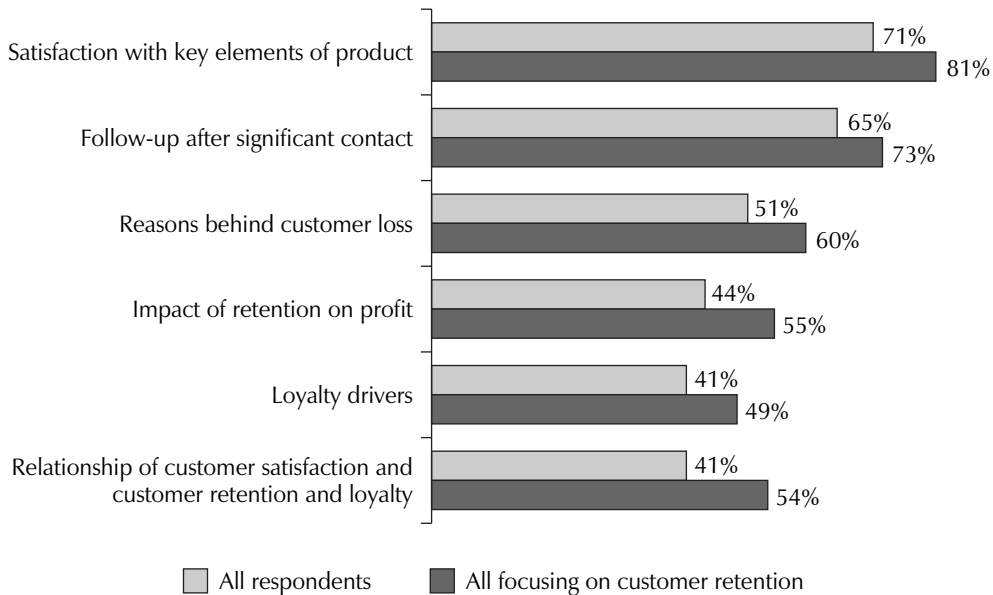 Satisfaction with key elements of product
71%
81%
Follow-up after significant contact
65%
73%
Reasons behind customer loss
51%
60%
Impact of retention on profit
44%
55%
Loyalty drivers
41%
49%
Relationship of customer satisfaction and
customer retention and loyalty
41%
54%
All respondents
All focusing on customer retention